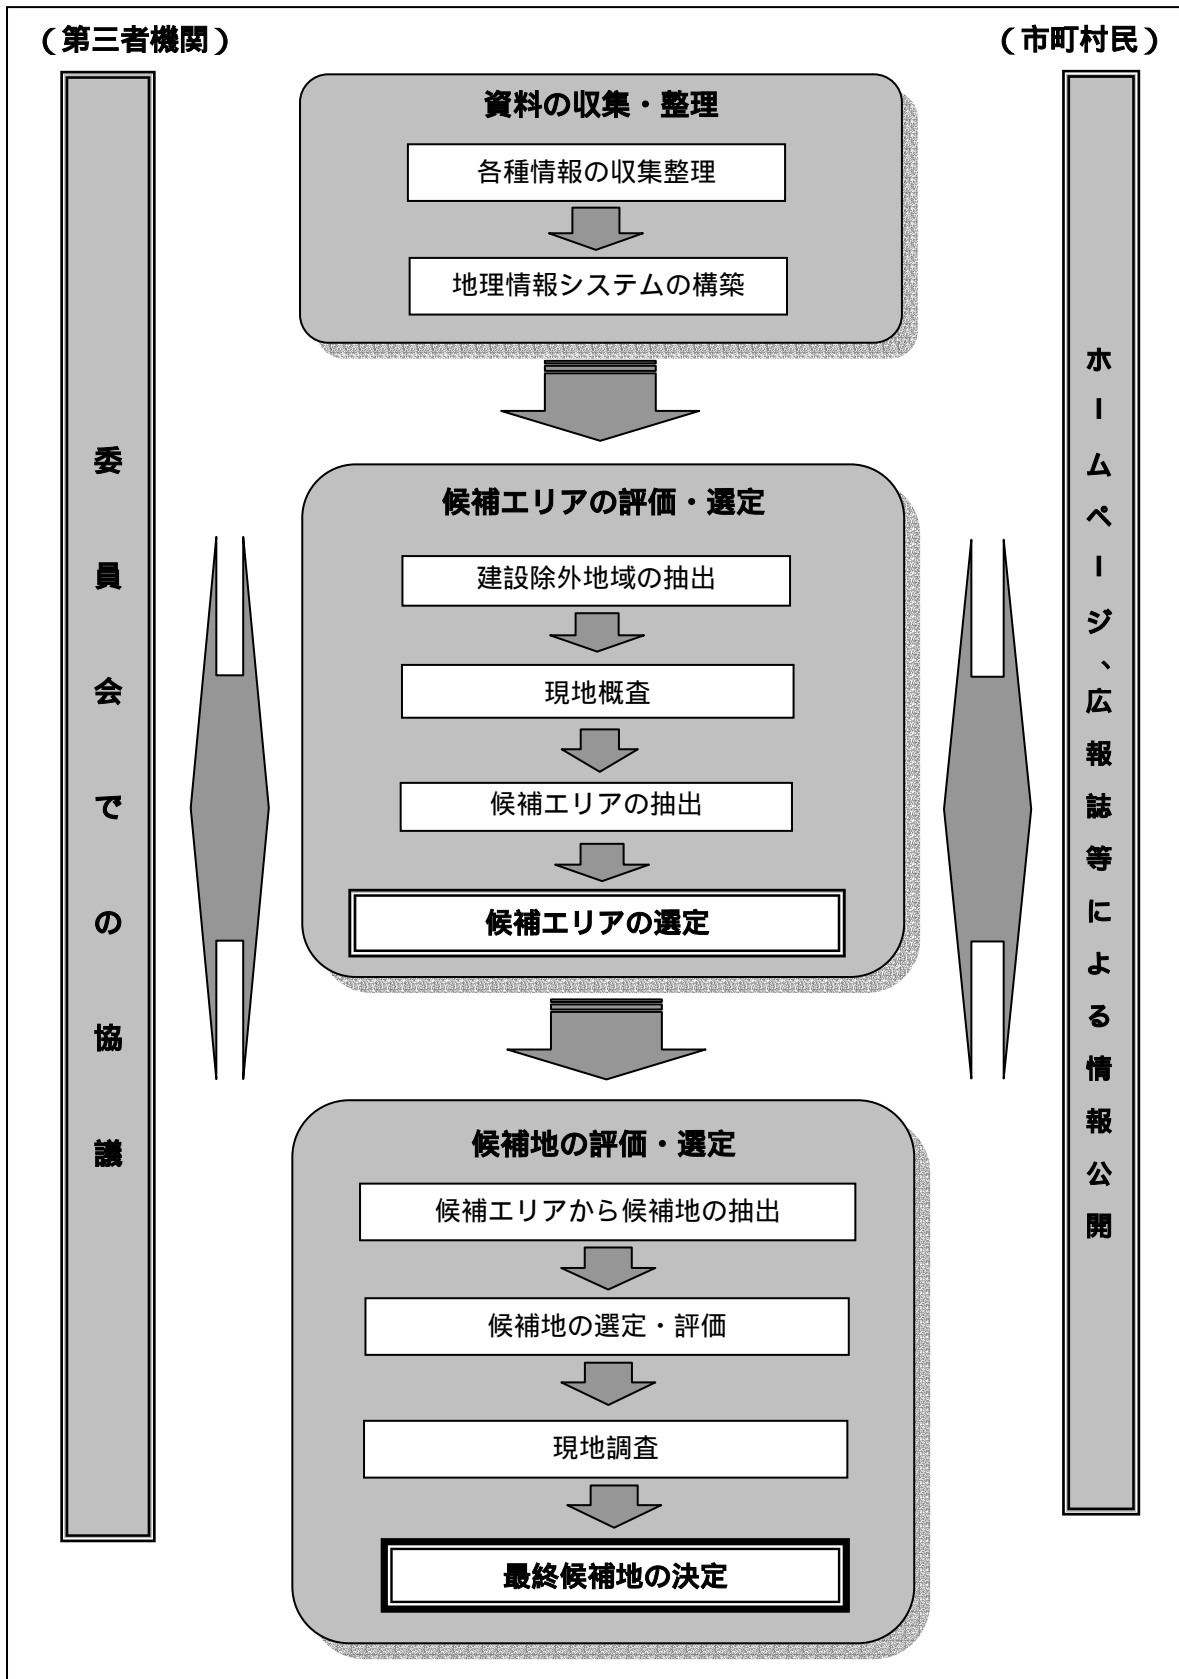 （第三者機関）
（市町村民）
委員会での協議
資料の収集・整理
各種情報の収集整理
地理情報システムの構築
候補エリアの評価・選定
建設除外地域の抽出
現地概査
候補エリアの抽出
候補エリアの選定
候補地の評価・選定
候補エリアから候補地の抽出
候補地の選定・評価
現地調査
最終候補地の決定
ホームページ、広報誌等による情報公開